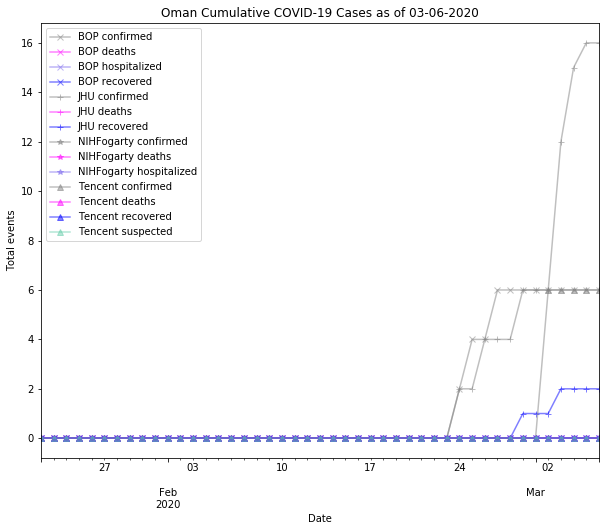 Oman Cumulative COVID-19 Cases as of 03-06-2020
BOP confirmed
BOP deaths
BOP hospitalized
BOP recovered
JHU confirmed
JHU deaths
JHU recovered
NIHFogarty confirmed
NIHFogarty deaths
NIHFogarty hospitalized
Tencent confirmed
Tencent deaths
Tencent recovered
Tencent suspected
Total events
16
14
12
10
8
6
4
2
0
27 03 10 17 24 02
Feb Mar
2020
Date